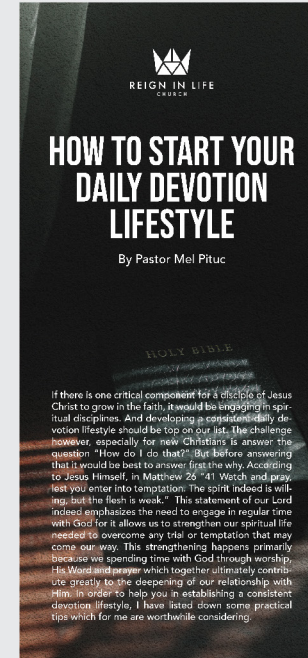 REIGN IN LIFE
CHURCH
HOW TO START YOUR
DAILY DEVOTION
LIFESTYLE
By Pastor Mel Pituc
HOLY BIBLE
If there is one critical component for a disciple of Jesus
Christ to grow in the faith, it would be engaging in spir-
itual disciplines. And developing a consistent daily de-
votion lifestyle should be top on our list. The challenge
however, especially for new Christians is answer the
question "How do I do that?" But before answering
that it would be best to answer first the why. According
to Jesus Himself, in Matthew 26 "41 Watch and pray,
lest you enter into temptation. The spirit indeed is will-
ing, but the flesh is weak." This statement of our Lord
indeed emphasizes the need to engage in regular time
with God for it allows us to strengthen our spiritual life
needed to overcome any trial or temptation that may
come our way. This strengthening happens primarily
because we spending time with God through worship,
His Word and prayer which together ultimately contrib-
ute greatly to the deepening of our relationship with
Him. In order to help you in establishing a consistent
devotion lifestyle, I have listed down some practical
tips which for me are worthwhile considering.